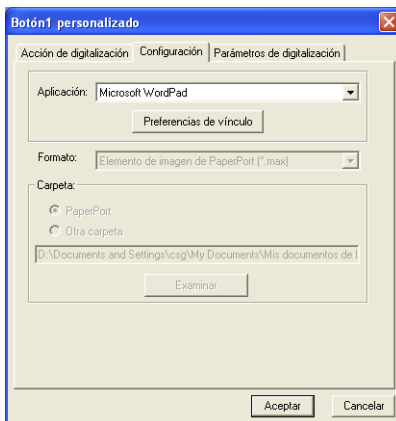 Botón1 personalizado
Acción de digitalización Configuración Parámetros de digitalización
Aplicación: Microsoft WordPad
Preferencias de vínculo
Formato: Elemento de imagen de PaperPort (*.max)
Carpeta:
PaperPort
Otra carpeta
D:\Documents and Settings\csg\My Documents\Mis documentos de
Examinar
Aceptar Cancelar